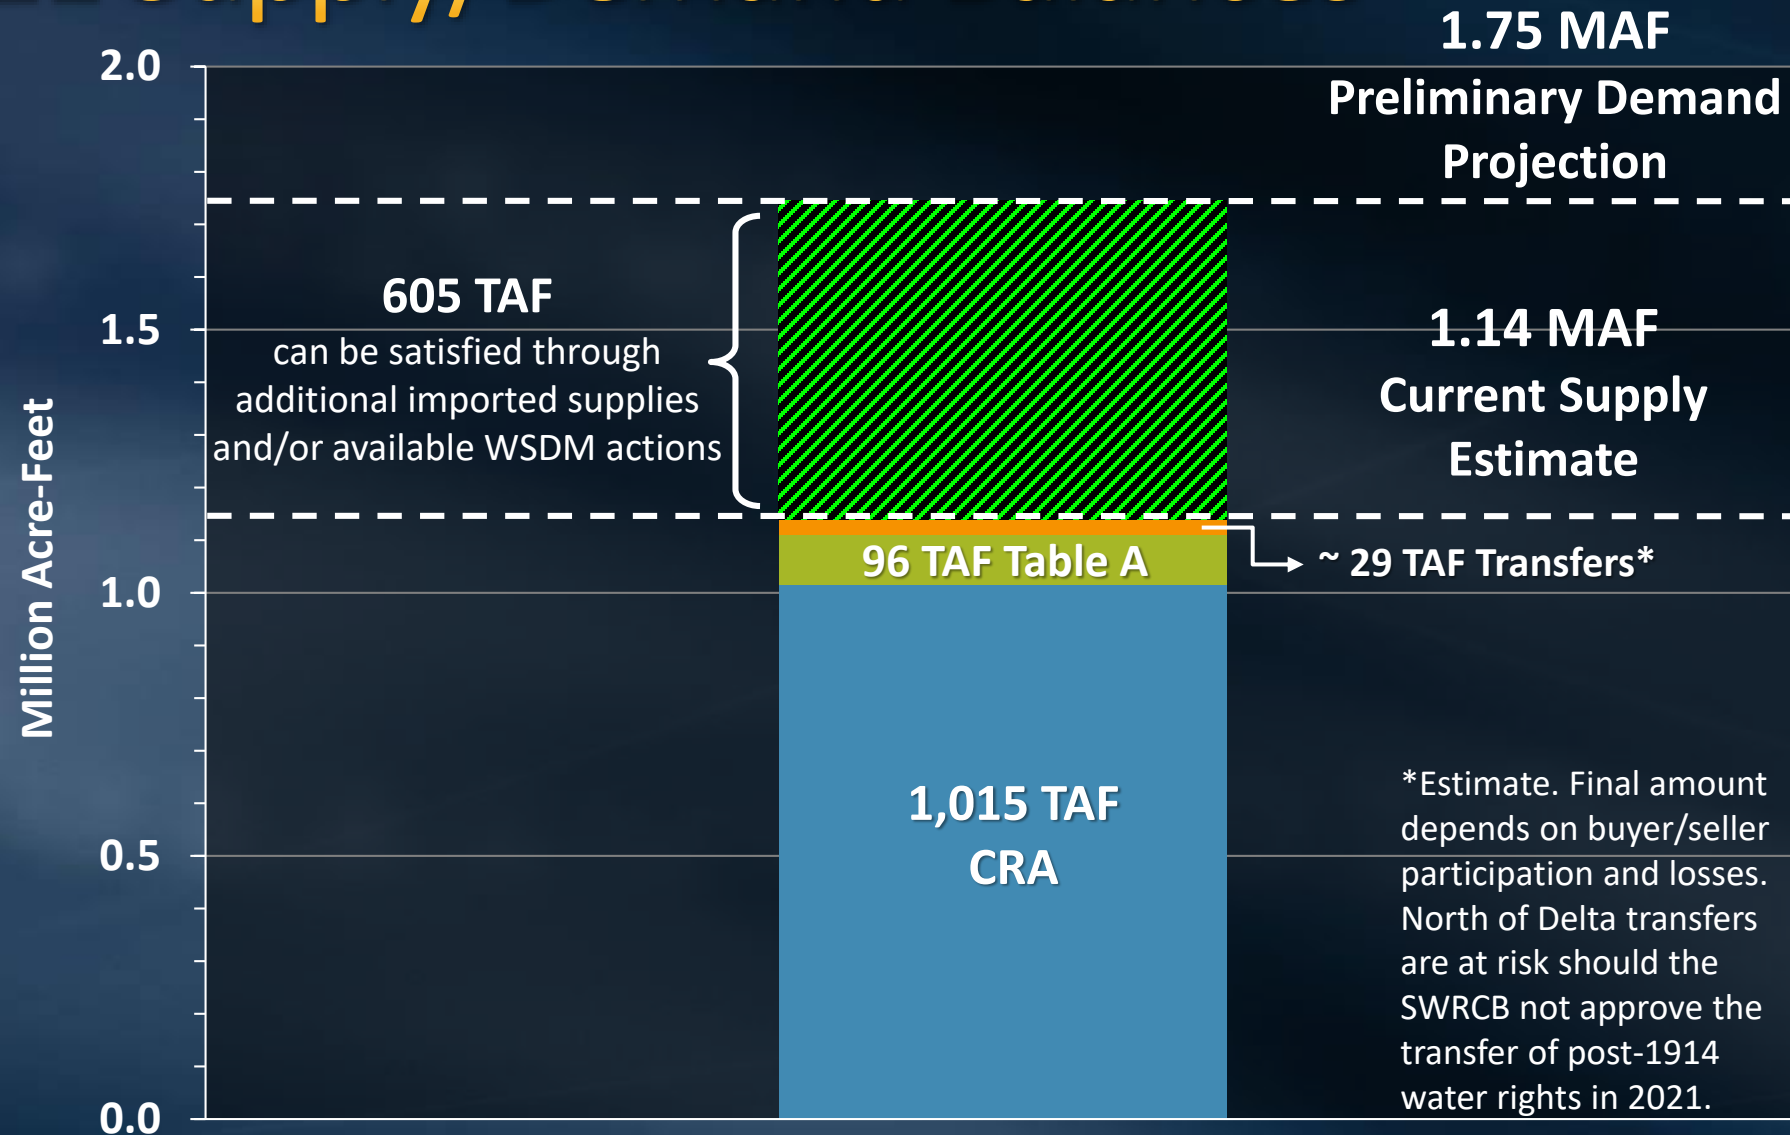 Supply/Demand Balances
1.75 MAF
Preliminary Demand
Projection
2.0
1.5
1.0
0.5
0.0
Million Acre-Feet
605 TAF
can be satisfied through
additional imported supplies
and/or available WSDM actions
1.14 MAF
Current Supply
Estimate
96 TAF Table A
~ 29 TAF Transfers*
1,015 TAF
CRA
*Estimate. Final amount
depends on buyer/seller
participation and losses.
North of Delta transfers
are at risk should the
SWRCB not approve the
transfer of post-1914
water rights in 2021.